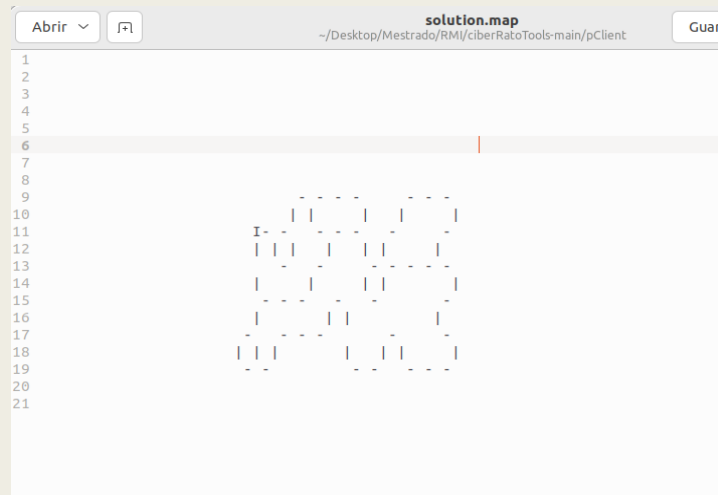 Abrir
solution.map
~/Desktop/Mestrado/RMI/ciberRatoTools-main/pClient
Guar
1
2
3
4
5
6
7
8
9        - - - -     - - -
10      | |     |   |     |
11  I- -   - - -   -     -
12  | | |   |   | |     |
13     -   -     - - - - -
14  |     |     | |       |
15   - - -   -   -       -
16  |       | |         |
17 -   - - -       -     -
18| | |       |   | |     |
19 - -         - -   - - -
20
21